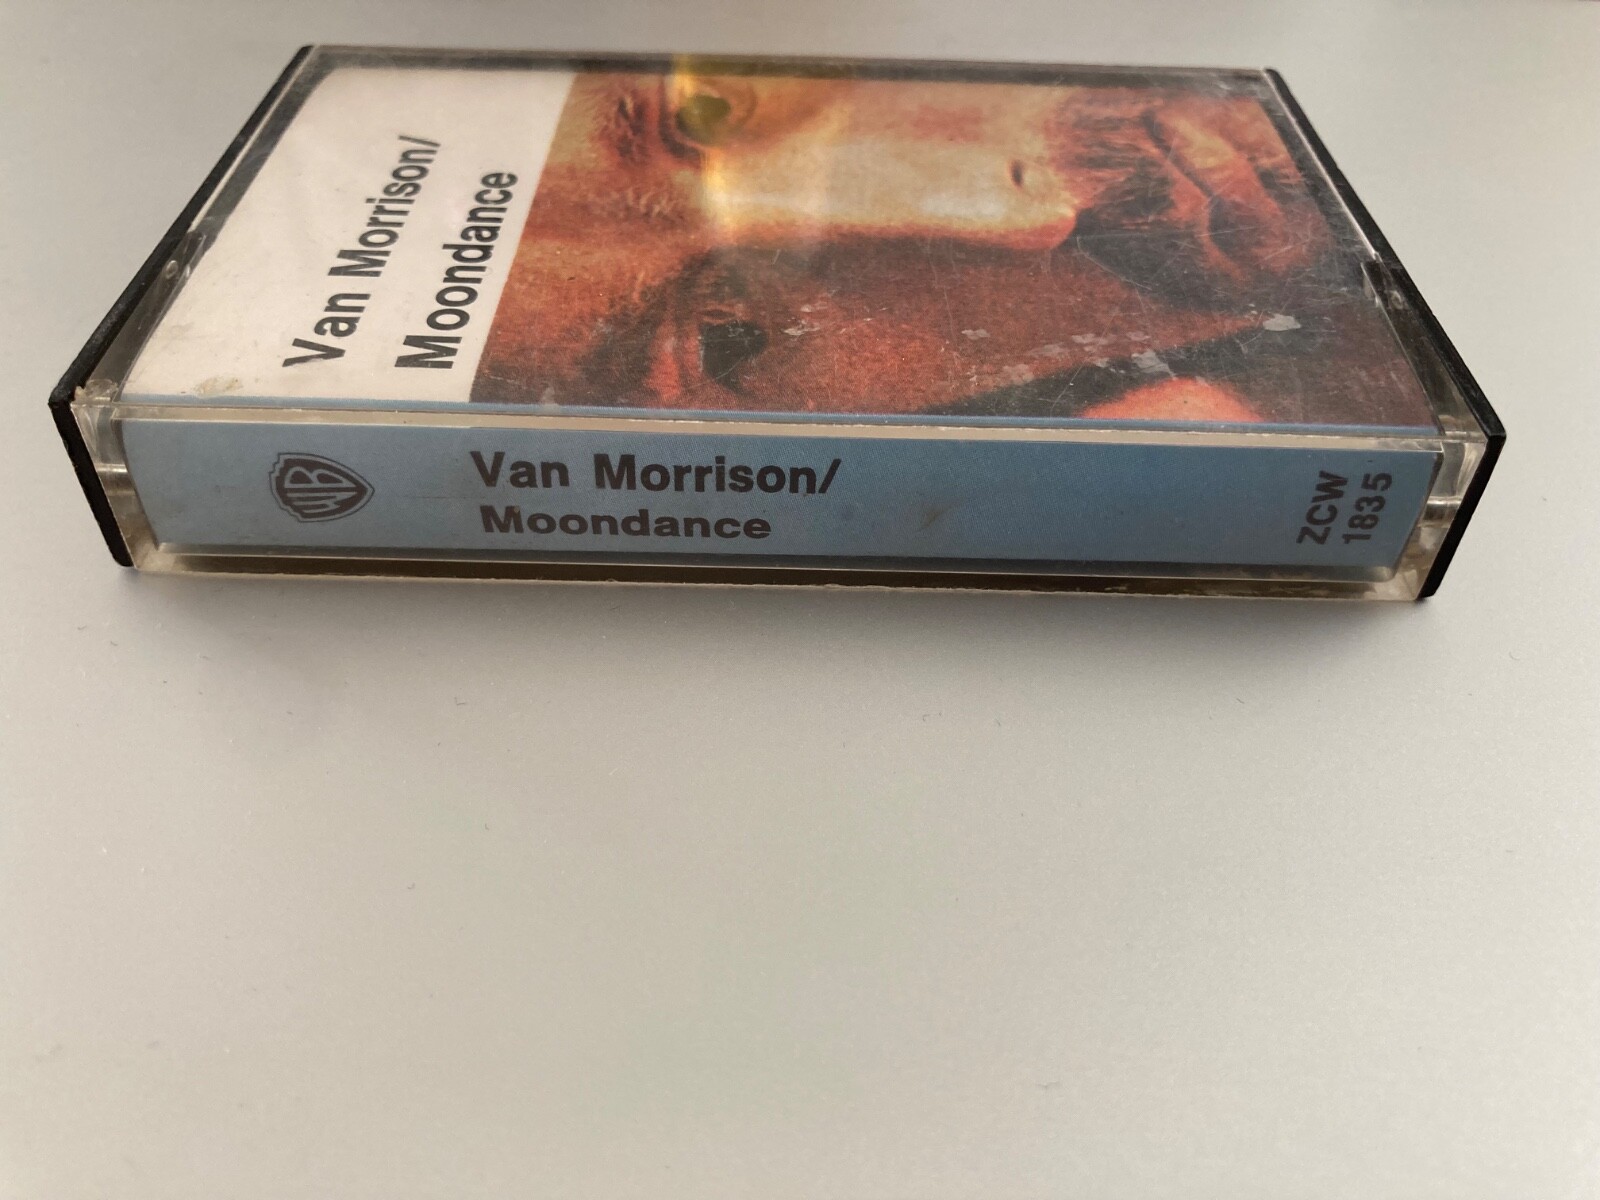 Van Morrison/
Moondance
WB
Van Morrison/
Moondance
ZCW
1835